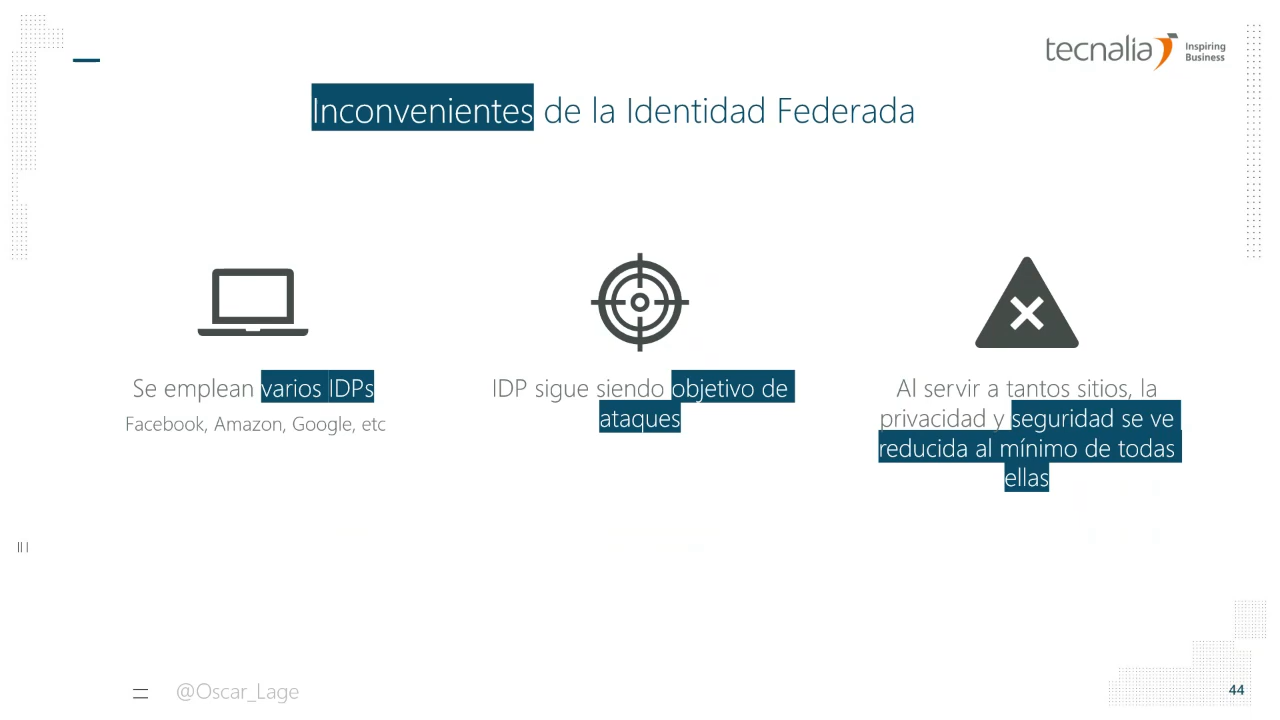 tecnalia Inspiring Business
Inconvenientes de la Identidad Federada
Se emplean varios IDPs
Facebook, Amazon, Google, etc
IDP sigue siendo objetivo de
ataques
Al servir a tantos sitios, la
privacidad y seguridad se ve
reducida al mínimo de todas
ellas
@Oscar_Lage
44